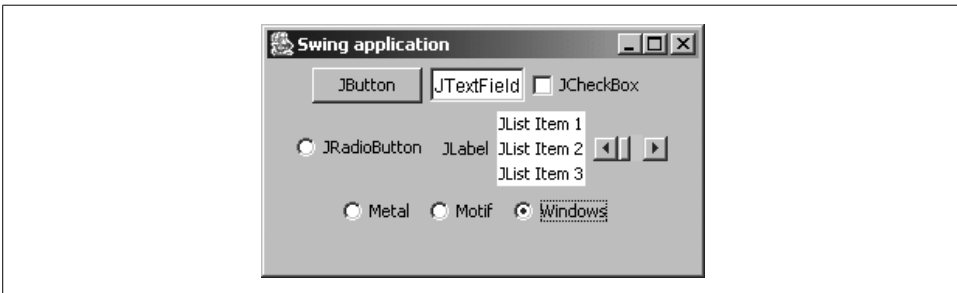 Swing application
JButton JTextField JCheckBox
JList Item 1
JRadioButton JLabel JList Item 2
JList Item 3
Metal Motif Windows